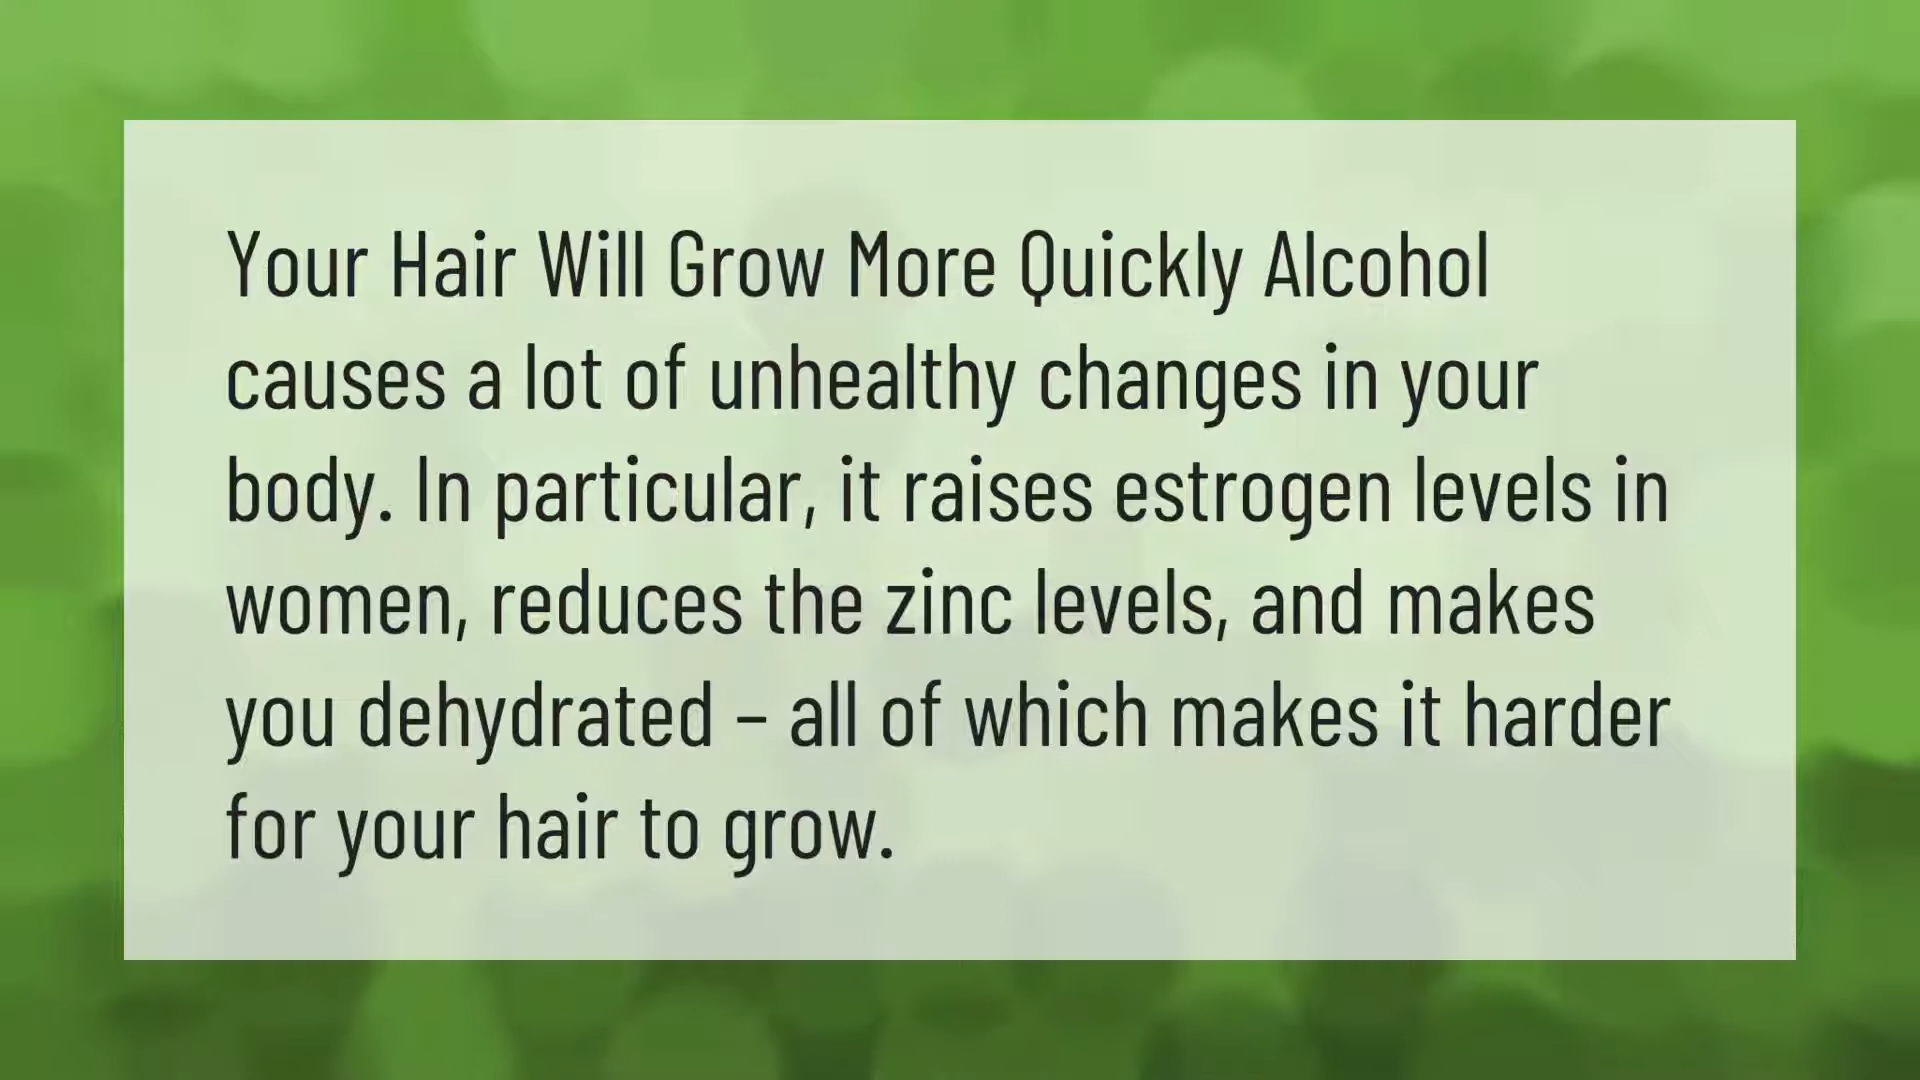 Your Hair Will Grow More Quickly Alcohol
causes a lot of unhealthy changes in your
body. In particular, it raises estrogen levels in
women, reduces the zinc levels, and makes
you dehydrated – all of which makes it harder
for your hair to grow.